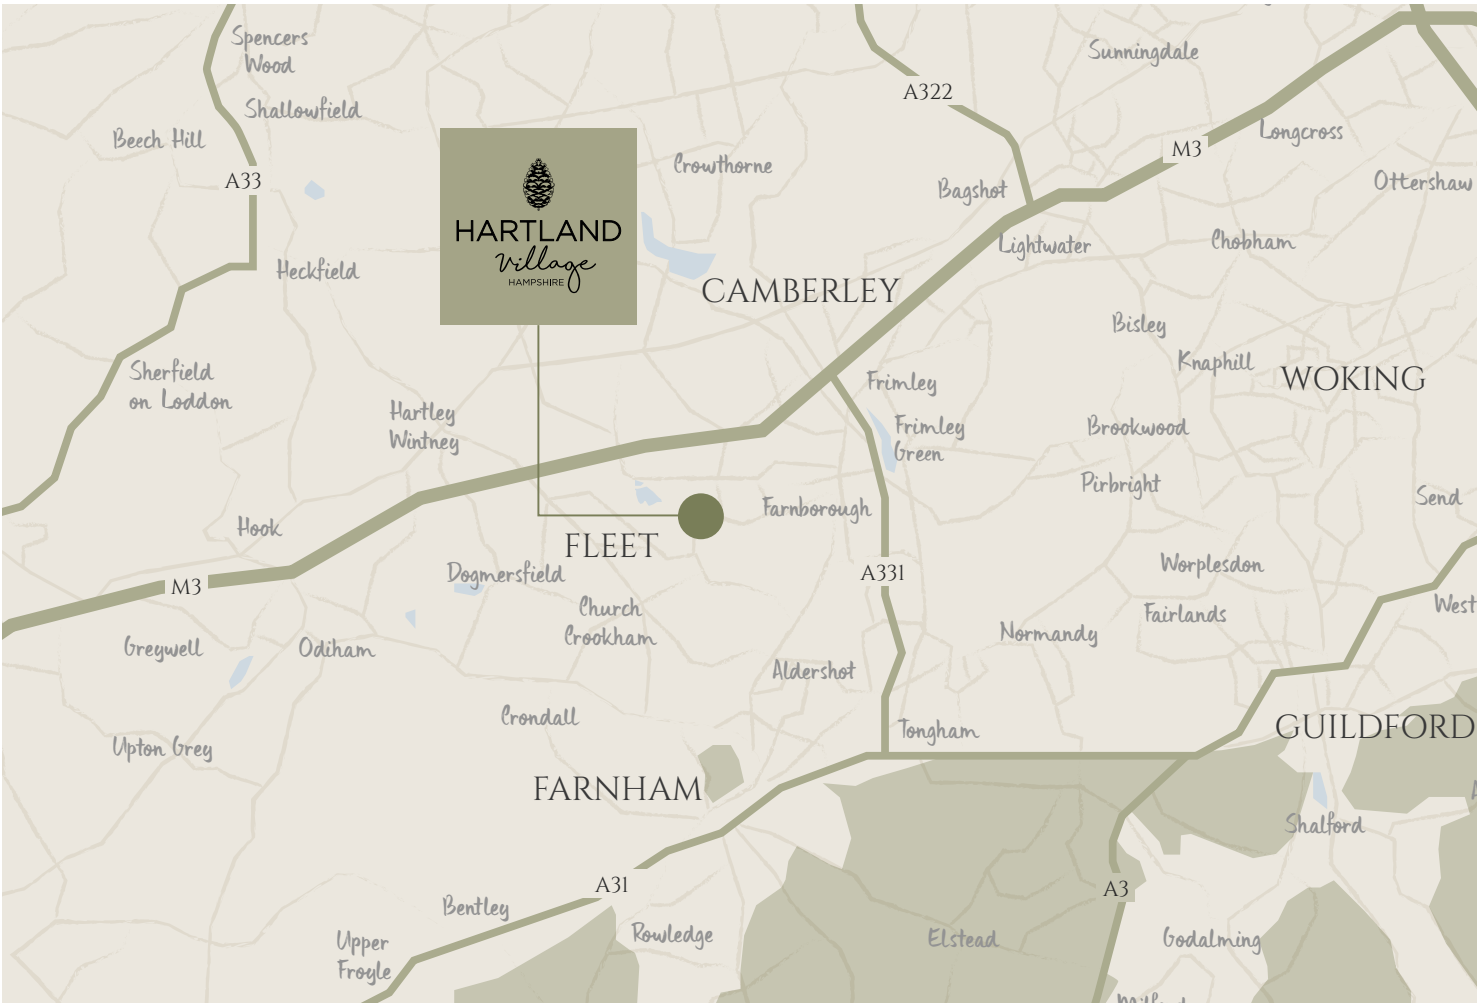 Spencers
Wood
Sunningdale
A322
Shallowfield
Beech Hill
Longcross
M3
Crowthorne
A33
Bagshot
Ottershaw
HARTLAND
Village
HAMPSHIRE
Lightwater
Chobham
Heckfield
CAMBERLEY
Bisley
Knaphill
WOKING
Sherfield
on Loddon
Frimley
Hartley
Wintney
Frimley
Green
Brookwood
Pirbright
Send
Farnborough
Hook
FLEET
Dogmersfield
A331
Worplesdon
M3
Church
Crookham
Fairlands
West
Normandy
Greywell
Odiham
Aldershot
Crondall
Tongham
GUILDFORD
Upton Grey
FARNHAM
Shalford
A31
A3
Bentley
Rowledge
Elstead
Godalming
Upper
Froyle